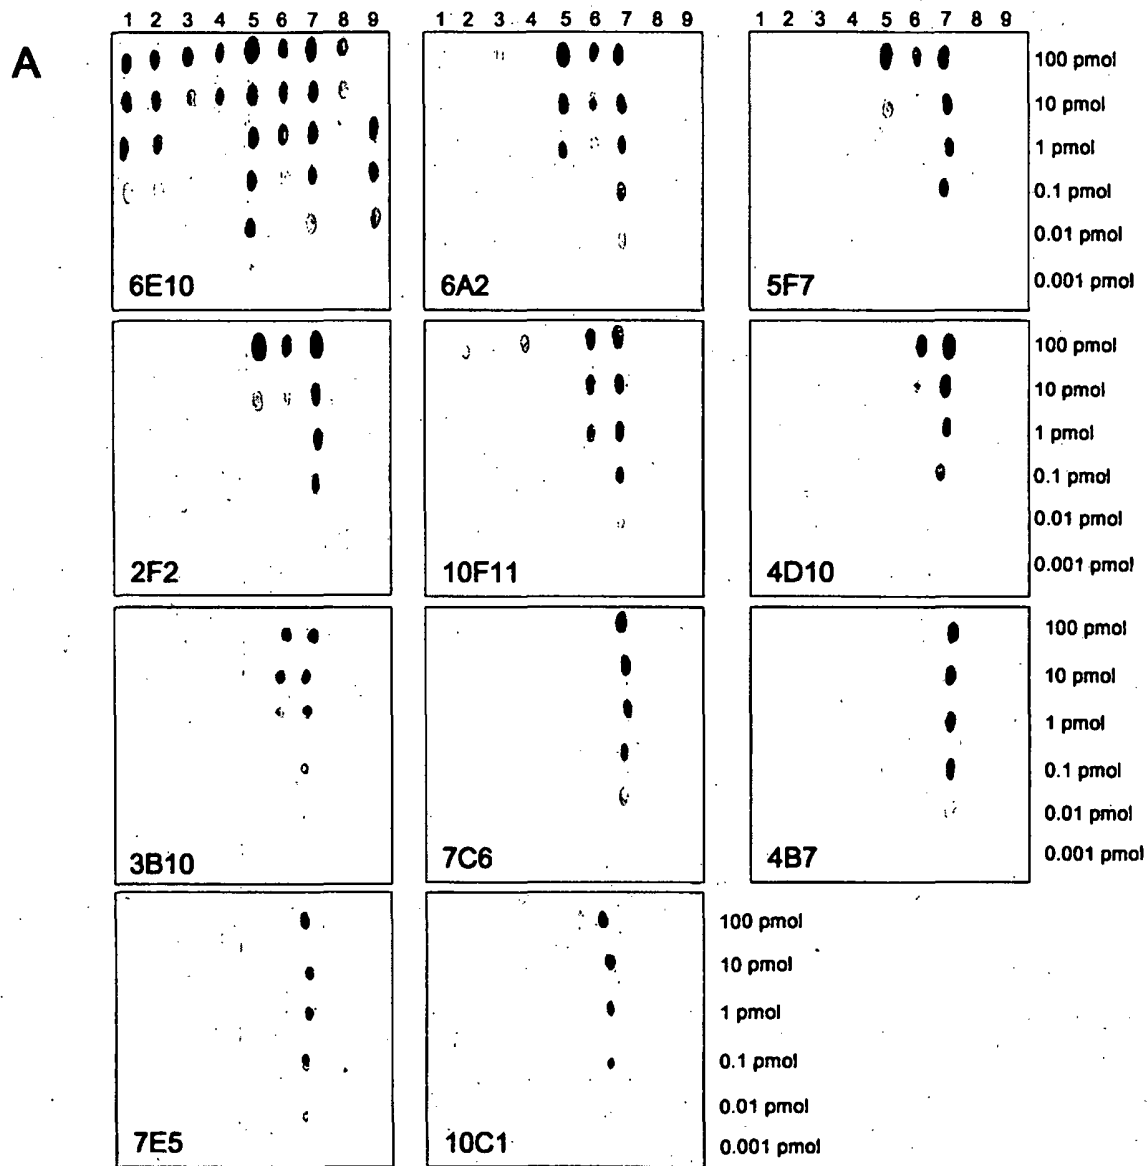 A
1 2 3 4 5 6 7 8 9
1 2 3 4 5 6 7 8 9
1 2 3 4 5 6 7 8 9
100 pmol
10 pmol
1 pmol
0.1 pmol
0.01 pmol
0.001 pmol
6E10
6A2
5F7
100 pmol
10 pmol
1 pmol
0.1 pmol
0.01 pmol
0.001 pmol
2F2
10F11
4D10
100 pmol
10 pmol
1 pmol
0.1 pmol
0.01 pmol
0.001 pmol
3B10
7C6
4B7
100 pmol
10 pmol
1 pmol
0.1 pmol
0.01 pmol
0.001 pmol
7E5
10C1